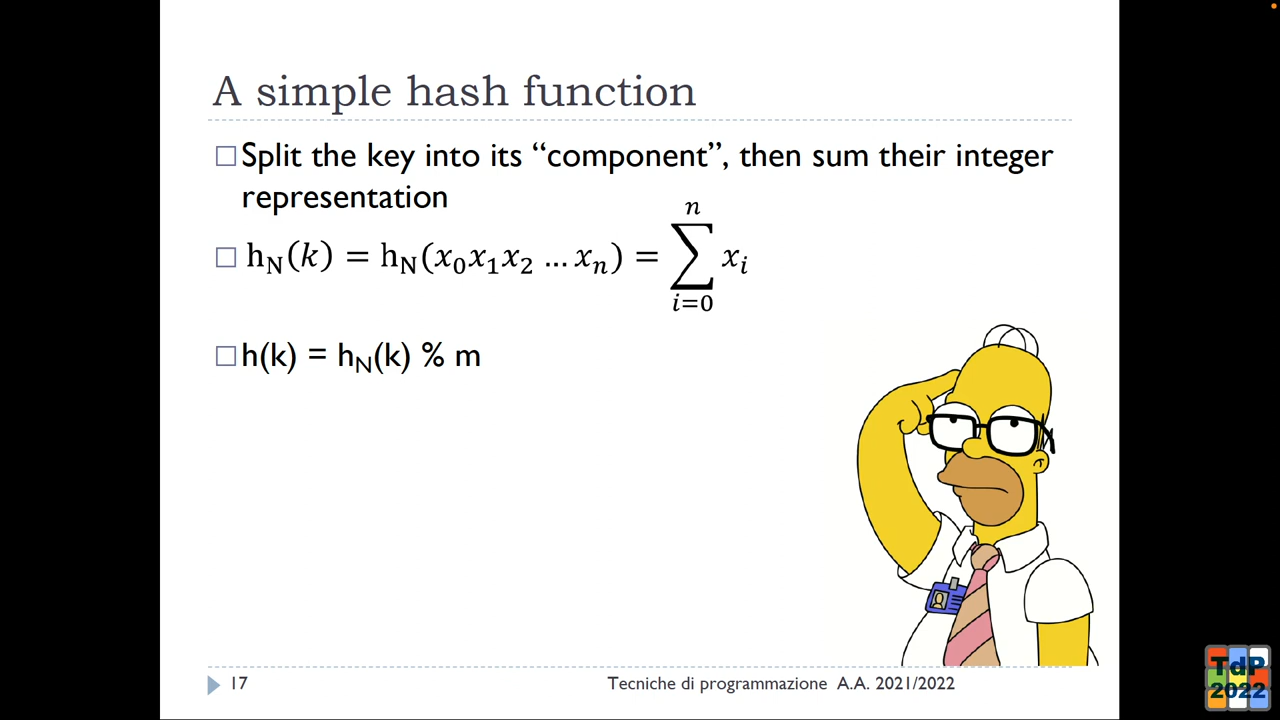 A simple hash function
Split the key into its “component”, then sum their integer
representation
h_N(k) = h_N(x_0x_1x_2 … x_n) = \sum_{i=0}^{n} x_i
h(k) = h_N(k) % m
17
Tecniche di programmazione A.A. 2021/2022
TdP
2022